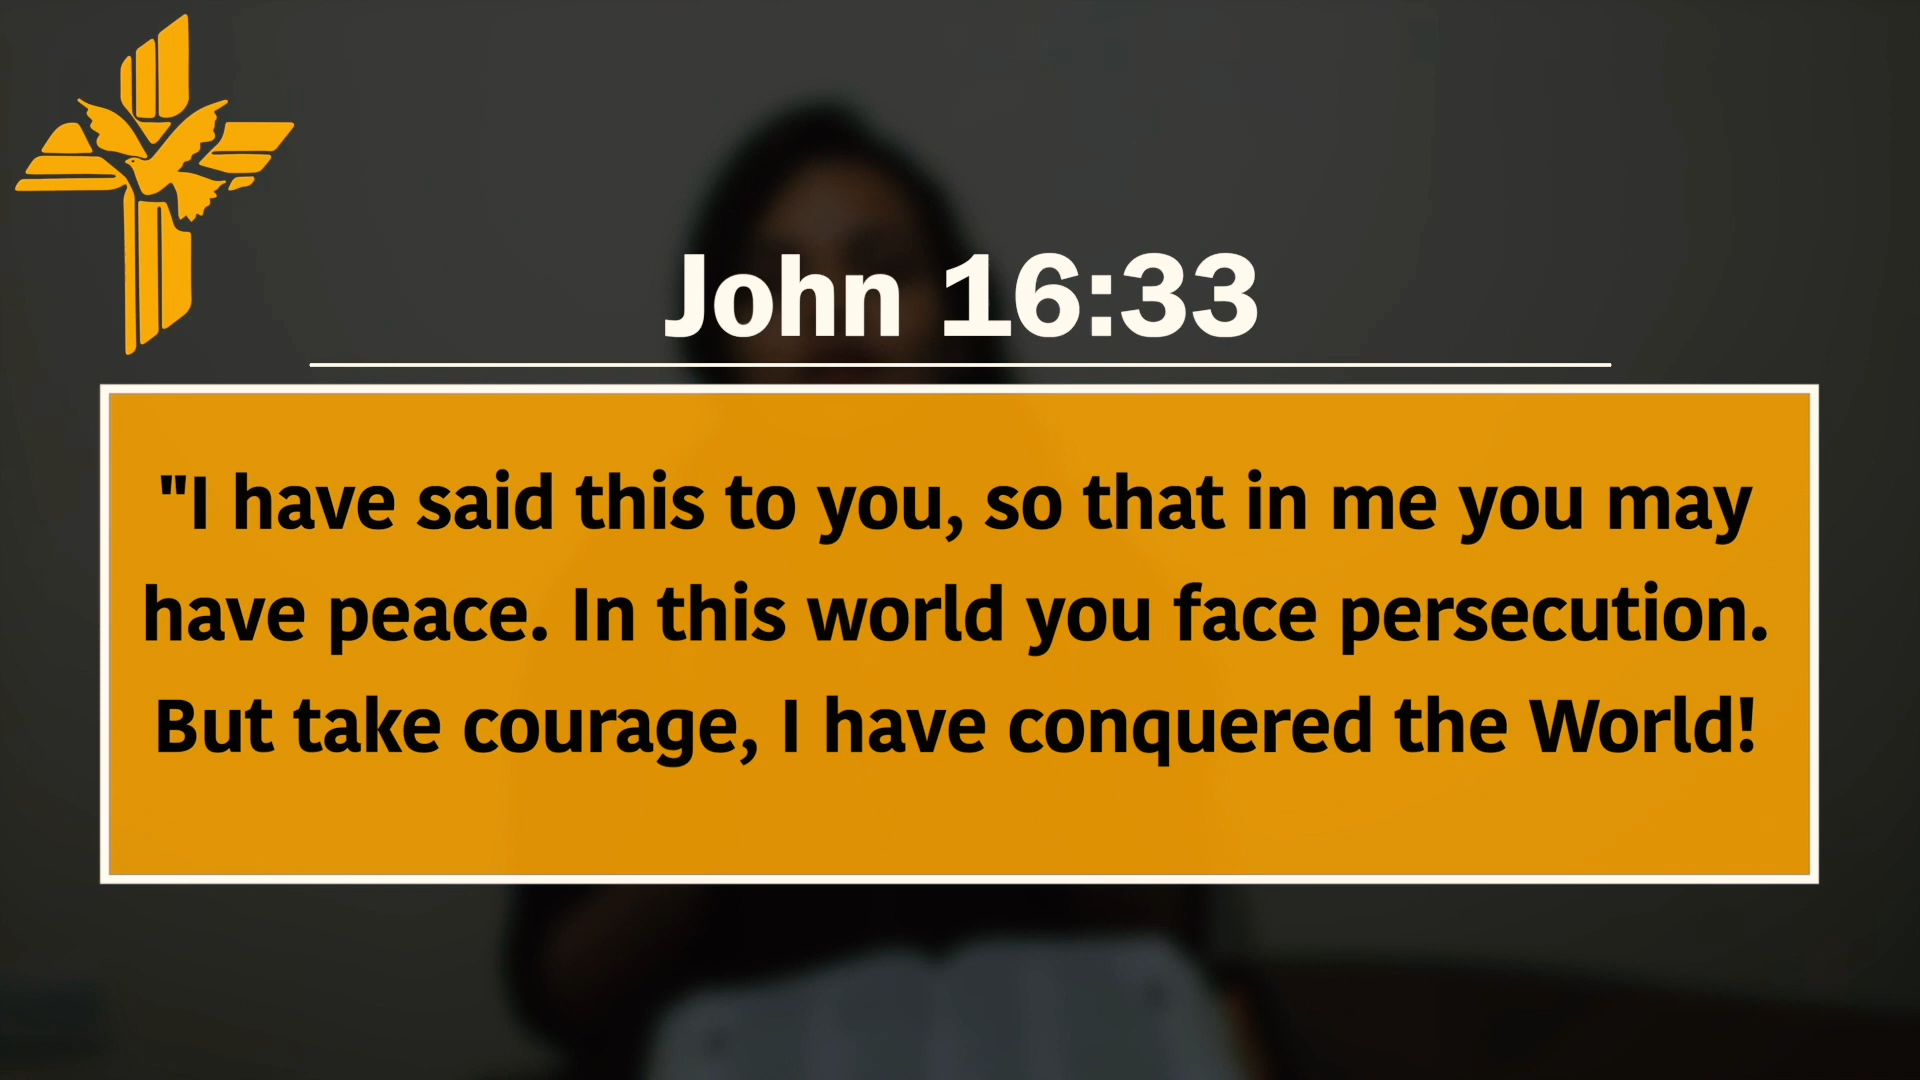 John 16:33
"I have said this to you, so that in me you may
have peace. In this world you face persecution.
But take courage, I have conquered the World!